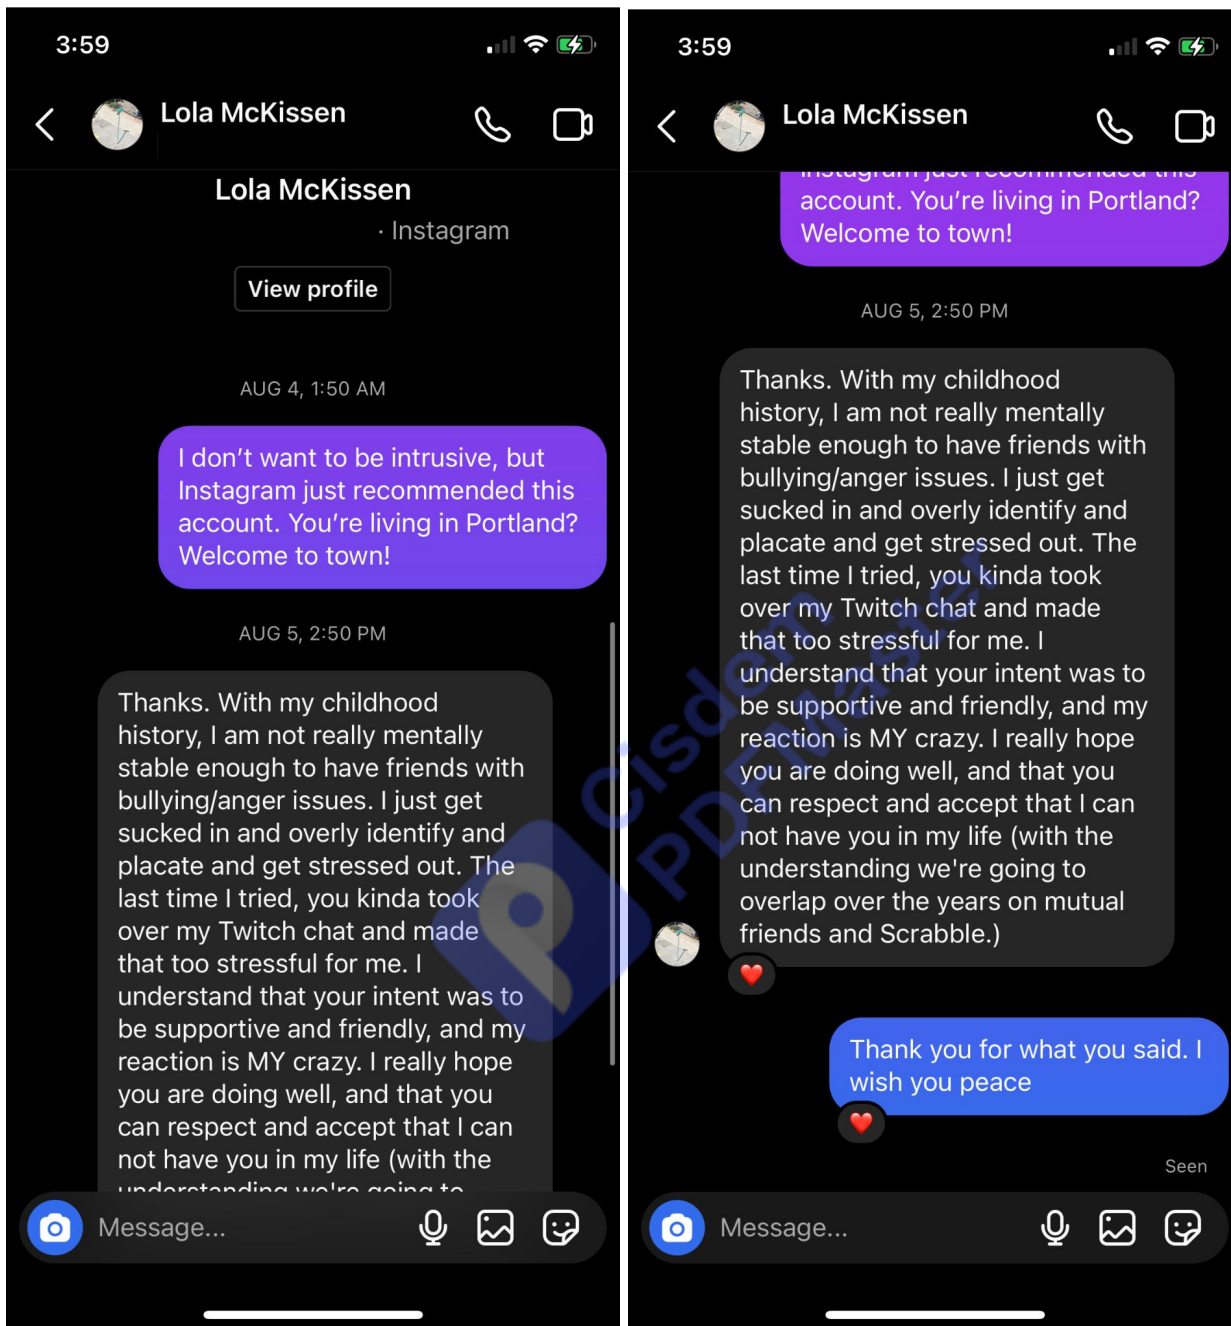 3:59
Lola McKissen
Lola McKissen
· Instagram
View profile
AUG 4, 1:50 AM
I don’t want to be intrusive, but
Instagram just recommended this
account. You’re living in Portland?
Welcome to town!
AUG 5, 2:50 PM
Thanks. With my childhood
history, I am not really mentally
stable enough to have friends with
bullying/anger issues. I just get
sucked in and overly identify and
placate and get stressed out. The
last time I tried, you kinda took
over my Twitch chat and made
that too stressful for me. I
understand that your intent was to
be supportive and friendly, and my
reaction is MY crazy. I really hope
you are doing well, and that you
can respect and accept that I can
not have you in my life (with the
understanding we're going to
Message...
3:59
Lola McKissen
Instagram just recommended this
account. You’re living in Portland?
Welcome to town!
AUG 5, 2:50 PM
Thanks. With my childhood
history, I am not really mentally
stable enough to have friends with
bullying/anger issues. I just get
sucked in and overly identify and
placate and get stressed out. The
last time I tried, you kinda took
over my Twitch chat and made
that too stressful for me. I
understand that your intent was to
be supportive and friendly, and my
reaction is MY crazy. I really hope
you are doing well, and that you
can respect and accept that I can
not have you in my life (with the
understanding we're going to
overlap over the years on mutual
friends and Scrabble.)
Thank you for what you said. I
wish you peace
Seen
Message...
Cisdem
PDFMaster